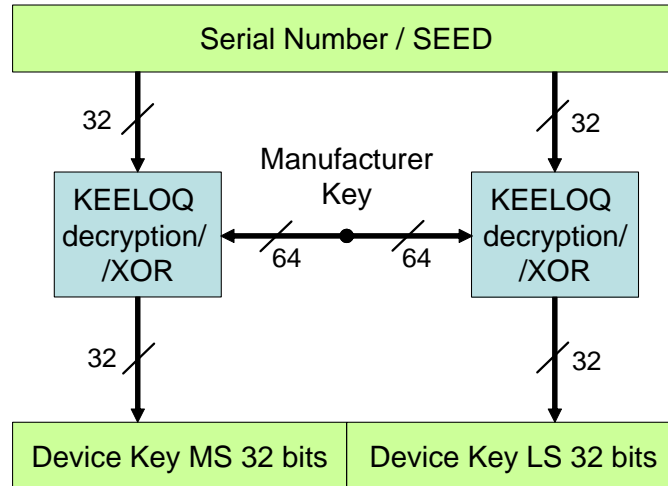 Serial Number / SEED
32
32
Manufacturer
Key
KEELOQ
decryption/
/XOR
KEELOQ
decryption/
/XOR
64
64
32
32
Device Key MS 32 bits
Device Key LS 32 bits